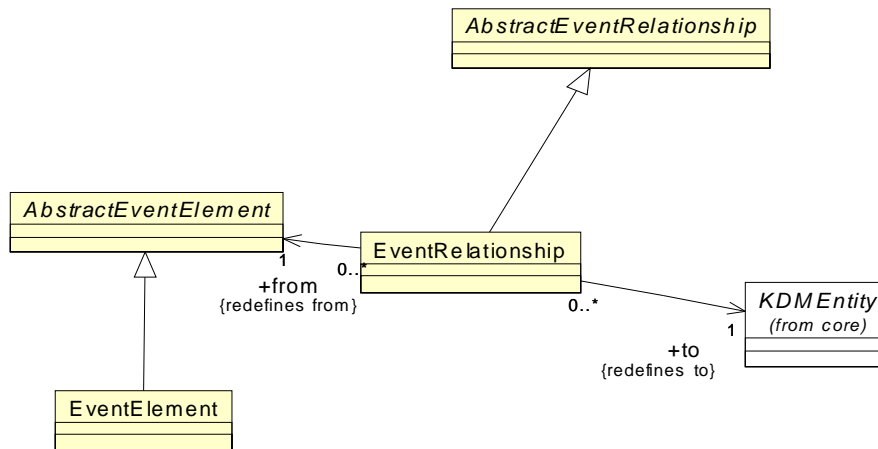 AbstractEventRelationship
AbstractEventElement
EventRelationship
1
0..*
+from
{redefines from}
0..*
KDMEntity
(from core)
1
+to
{redefines to}
EventElement